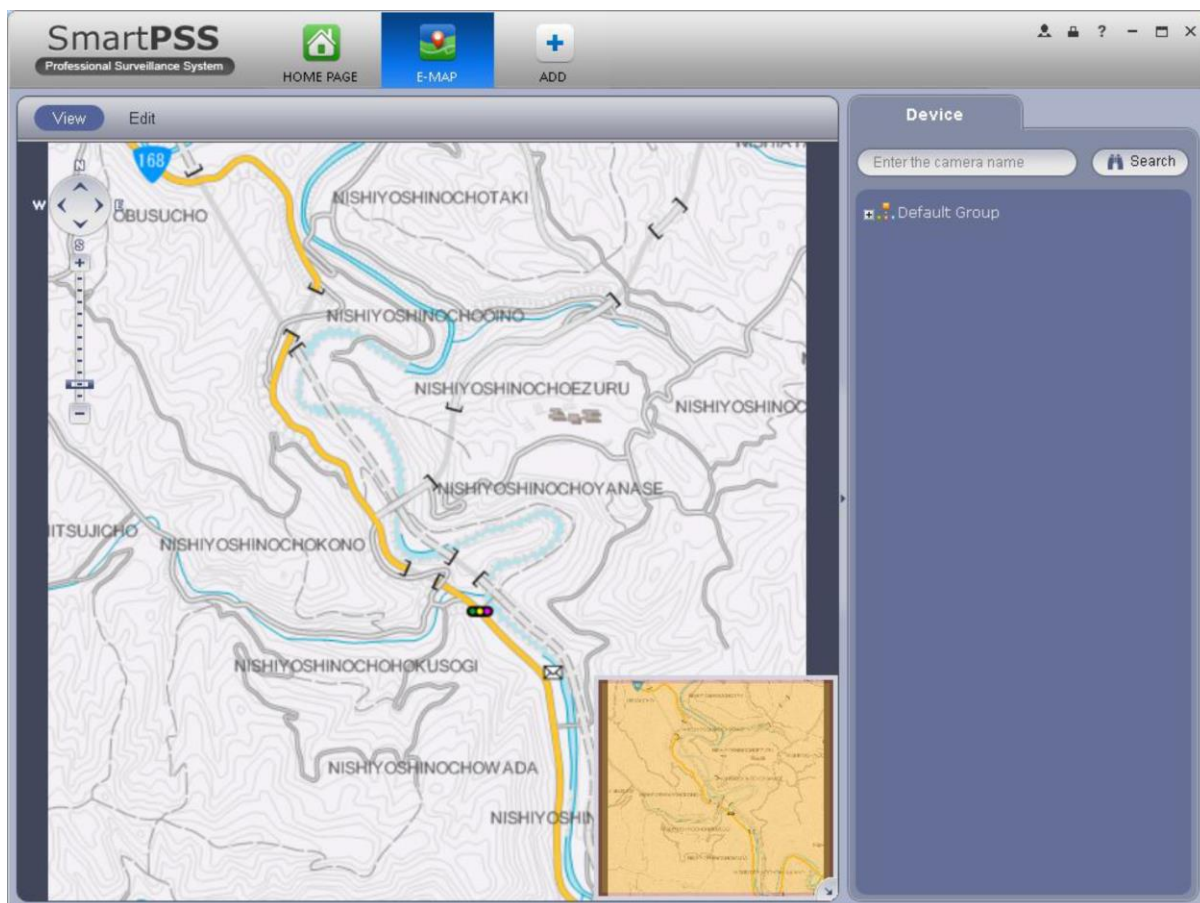 SmartPSS
Professional Surveillance System
HOME PAGE
E-MAP
ADD
?
View
Edit
Device
Enter the camera name
Search
Default Group
168
N
W
E
S
OBUSUCHO
NISHIYOSHINOCHOTAKI
NISHIYOSHINOCHOOINO
NISHIYOSHINOCHOEZURU
NISHIYOSHINOC
NISHIYOSHINOCHOYANASE
ITSUJICHO
NISHIYOSHINOCHOKONO
NISHIYOSHINOCHOHOKUSOGI
NISHIYOSHINOCHOWADA
NISHIYOSHIN